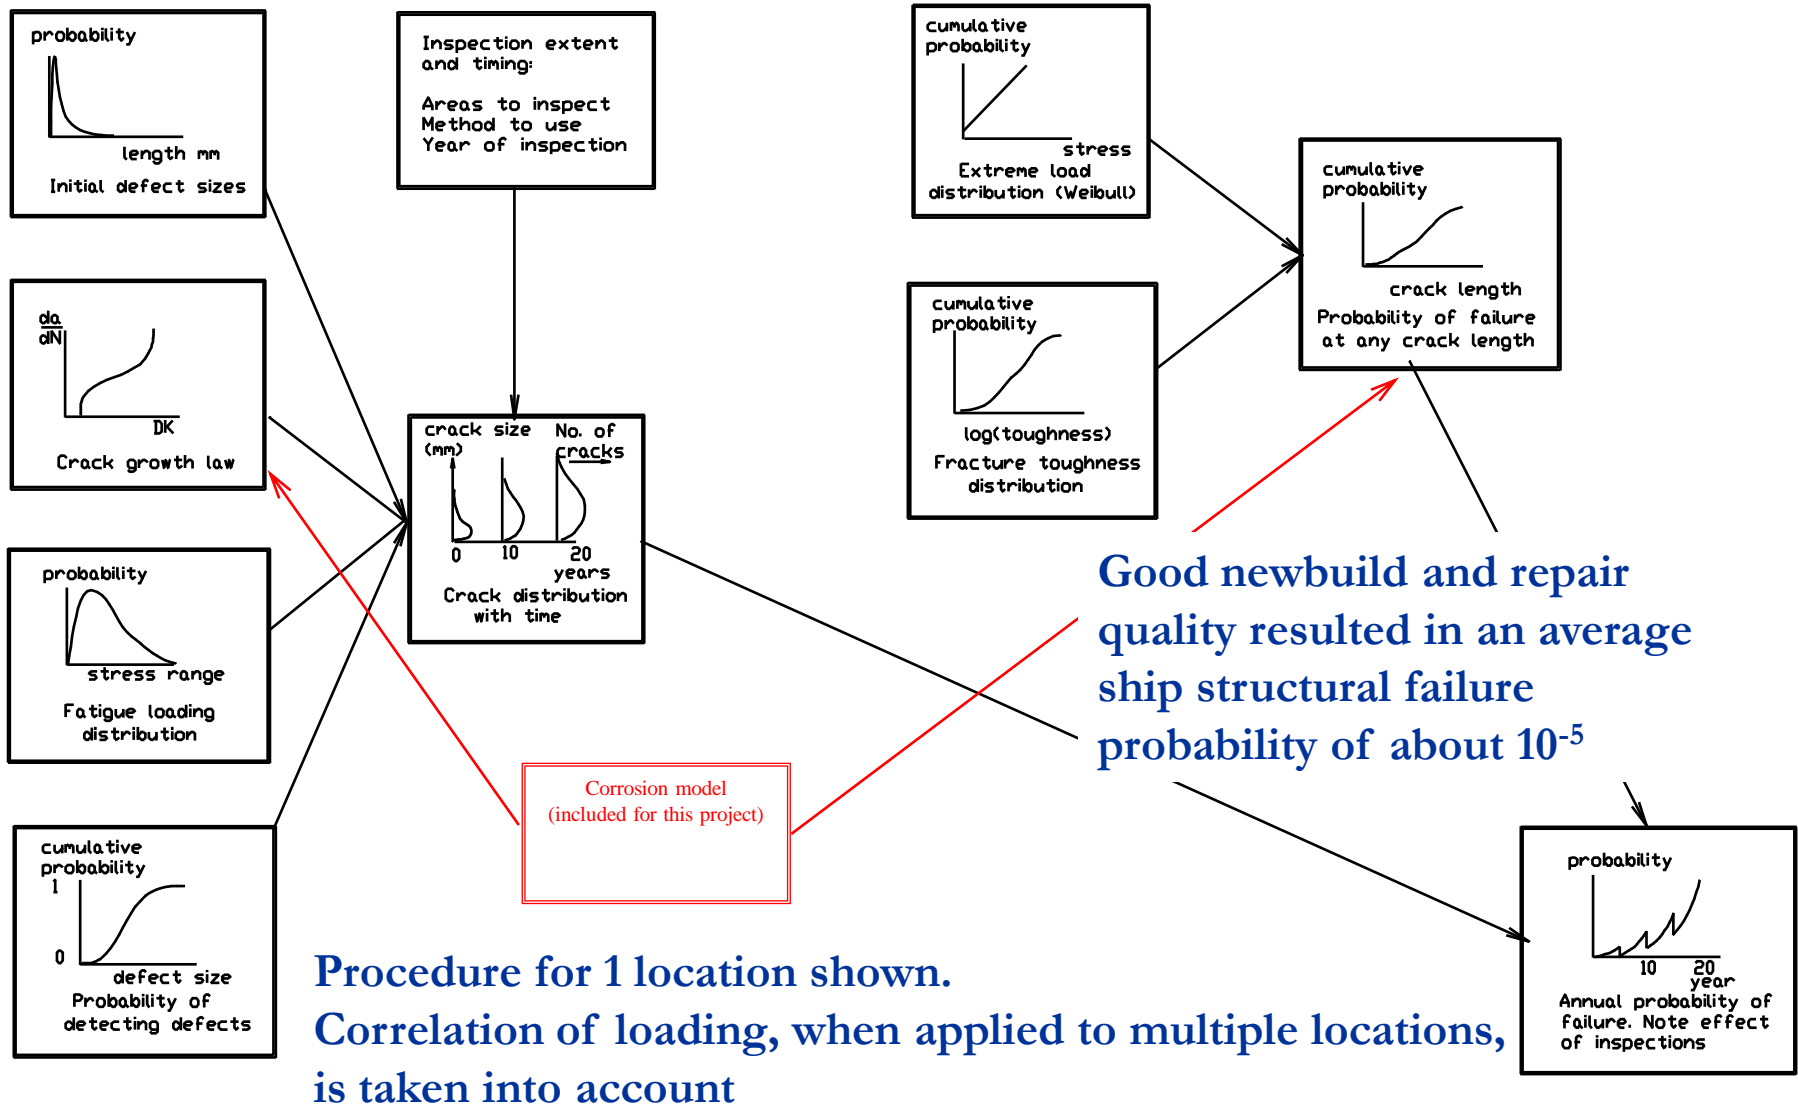 probability
length mm
Initial defect sizes
Inspection extent
and timing:
Areas to inspect
Method to use
Year of inspection
cumulative
probability
stress
Extreme load
distribution (Weibull)
cumulative
probability
crack length
Probability of failure
at any crack length
da
dN
DK
Crack growth law
cumulative
probability
log(toughness)
Fracture toughness
distribution
crack size
(mm)
No. of
cracks
0
10
20
years
Crack distribution
with time
probability
stress range
Fatigue loading
distribution
Good newbuild and repair
quality resulted in an average
ship structural failure
probability of about 10-5
Corrosion model
(included for this project)
cumulative
probability
1
0
defect size
Probability of
detecting defects
probability
10
20
year
Annual probability of
failure. Note effect
of inspections
Procedure for 1 location shown.
Correlation of loading, when applied to multiple locations,
is taken into account